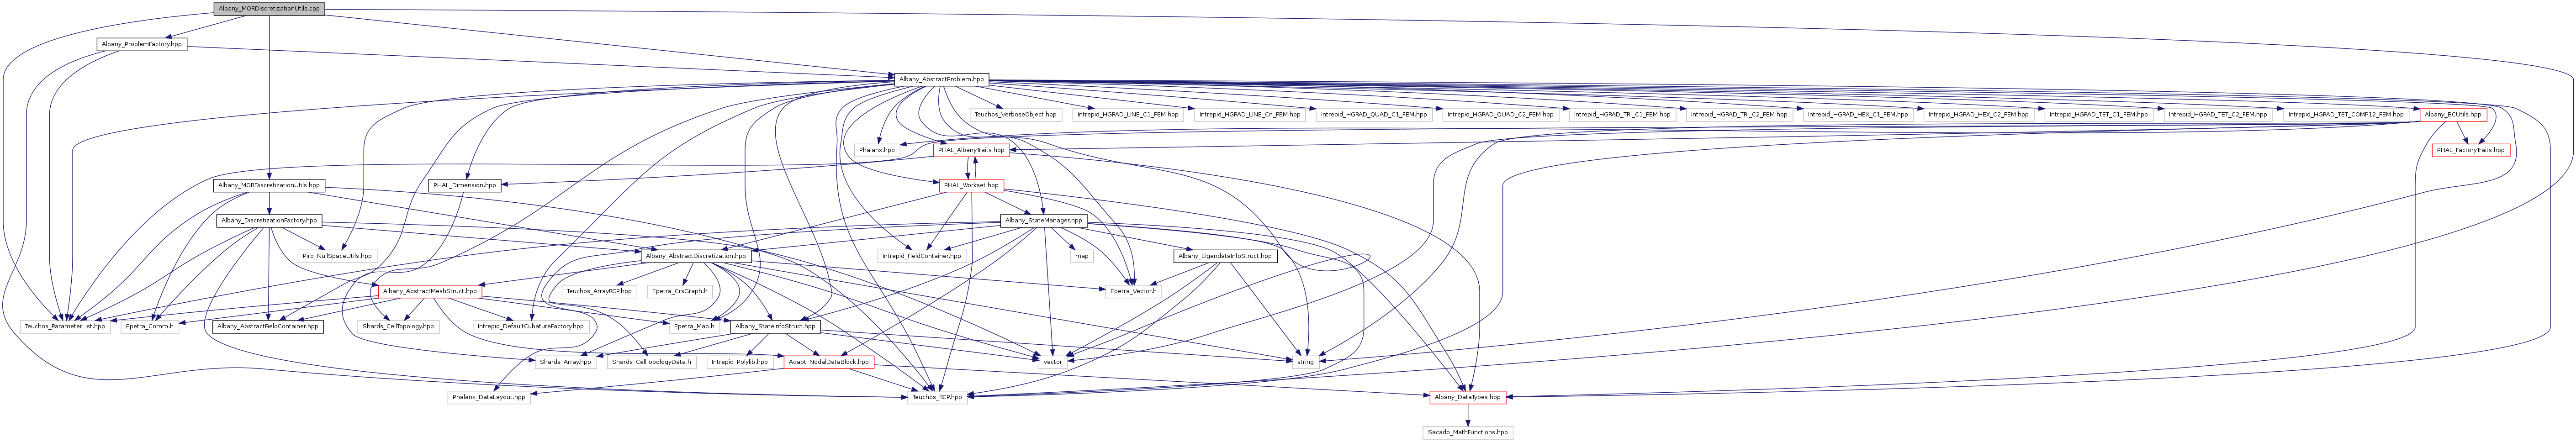 Albany_MORDiscretizationUtils.cpp
Albany_ProblemFactory.hpp
Albany_AbstractProblem.hpp
Teuchos_VerboseObject.hpp
Intrepid_HGRAD_LINE_C1_FEM.hpp
Intrepid_HGRAD_LINE_Cn_FEM.hpp
Intrepid_HGRAD_QUAD_C1_FEM.hpp
Intrepid_HGRAD_QUAD_C2_FEM.hpp
Intrepid_HGRAD_TRI_C1_FEM.hpp
Intrepid_HGRAD_TRI_C2_FEM.hpp
Intrepid_HGRAD_HEX_C1_FEM.hpp
Intrepid_HGRAD_HEX_C2_FEM.hpp
Intrepid_HGRAD_TET_C1_FEM.hpp
Intrepid_HGRAD_TET_C2_FEM.hpp
Intrepid_HGRAD_TET_COMP12_FEM.hpp
Albany_BCUtils.hpp
Phalanx.hpp
PHAL_AlbanyTraits.hpp
PHAL_FactoryTraits.hpp
Albany_MORDiscretizationUtils.hpp
PHAL_Dimension.hpp
PHAL_Workset.hpp
Albany_DiscretizationFactory.hpp
Albany_StateManager.hpp
Piro_NullSpaceUtils.hpp
Albany_AbstractDiscretization.hpp
Intrepid_FieldContainer.hpp
map
Albany_EigendataInfoStruct.hpp
Albany_AbstractMeshStruct.hpp
Teuchos_ArrayRCP.hpp
Epetra_CrsGraph.h
Epetra_Vector.h
Teuchos_ParameterList.hpp
Epetra_Comm.h
Albany_AbstractFieldContainer.hpp
Shards_CellTopology.hpp
Intrepid_DefaultCubatureFactory.hpp
Epetra_Map.h
Albany_StateInfoStruct.hpp
Shards_Array.hpp
Shards_CellTopologyData.h
Intrepid_Polylib.hpp
Adapt_NodalDataBlock.hpp
vector
string
Phalanx_DataLayout.hpp
Teuchos_RCP.hpp
Albany_DataTypes.hpp
Sacado_MathFunctions.hpp